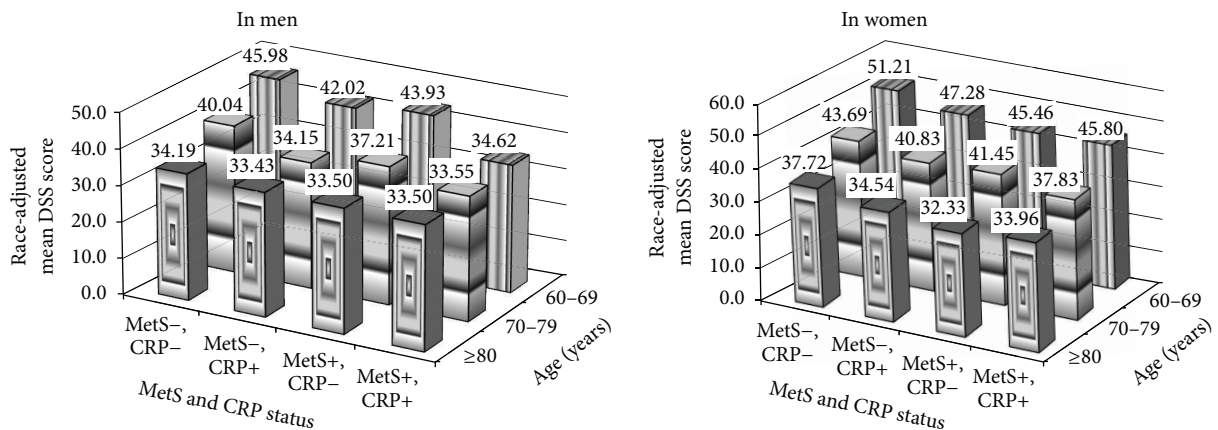 In men
Race-adjusted
mean DSS score
50.0
40.0
30.0
20.0
10.0
0.0
45.98
42.02
43.93
34.62
40.04
34.15
37.21
33.55
34.19
33.43
33.50
33.50
MetS−,
CRP−
MetS−,
CRP+
MetS+,
CRP−
MetS+,
CRP+
MetS and CRP status
≥80
70–79
60–69
Age (years)
In women
Race-adjusted
mean DSS score
60.0
50.0
40.0
30.0
20.0
10.0
0.0
51.21
47.28
45.46
45.80
43.69
40.83
41.45
37.83
37.72
34.54
32.33
33.96
MetS−,
CRP−
MetS−,
CRP+
MetS+,
CRP−
MetS+,
CRP+
MetS and CRP status
≥80
70–79
60–69
Age (years)